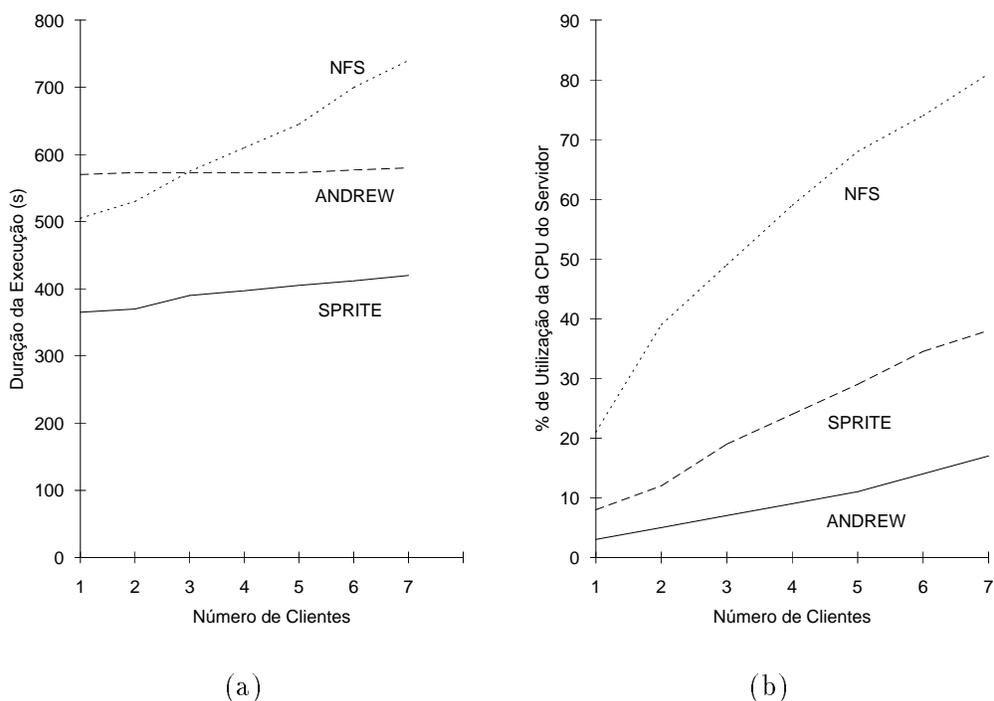 800
700
600
500
400
300
200
100
0
Duração da Execução (s)
NFS
ANDREW
SPRITE
1 2 3 4 5 6 7
Número de Clientes
(a)
90
80
70
60
50
40
30
20
10
0
% de Utilização da CPU do Servidor
NFS
SPRITE
ANDREW
1 2 3 4 5 6 7
Número de Clientes
(b)